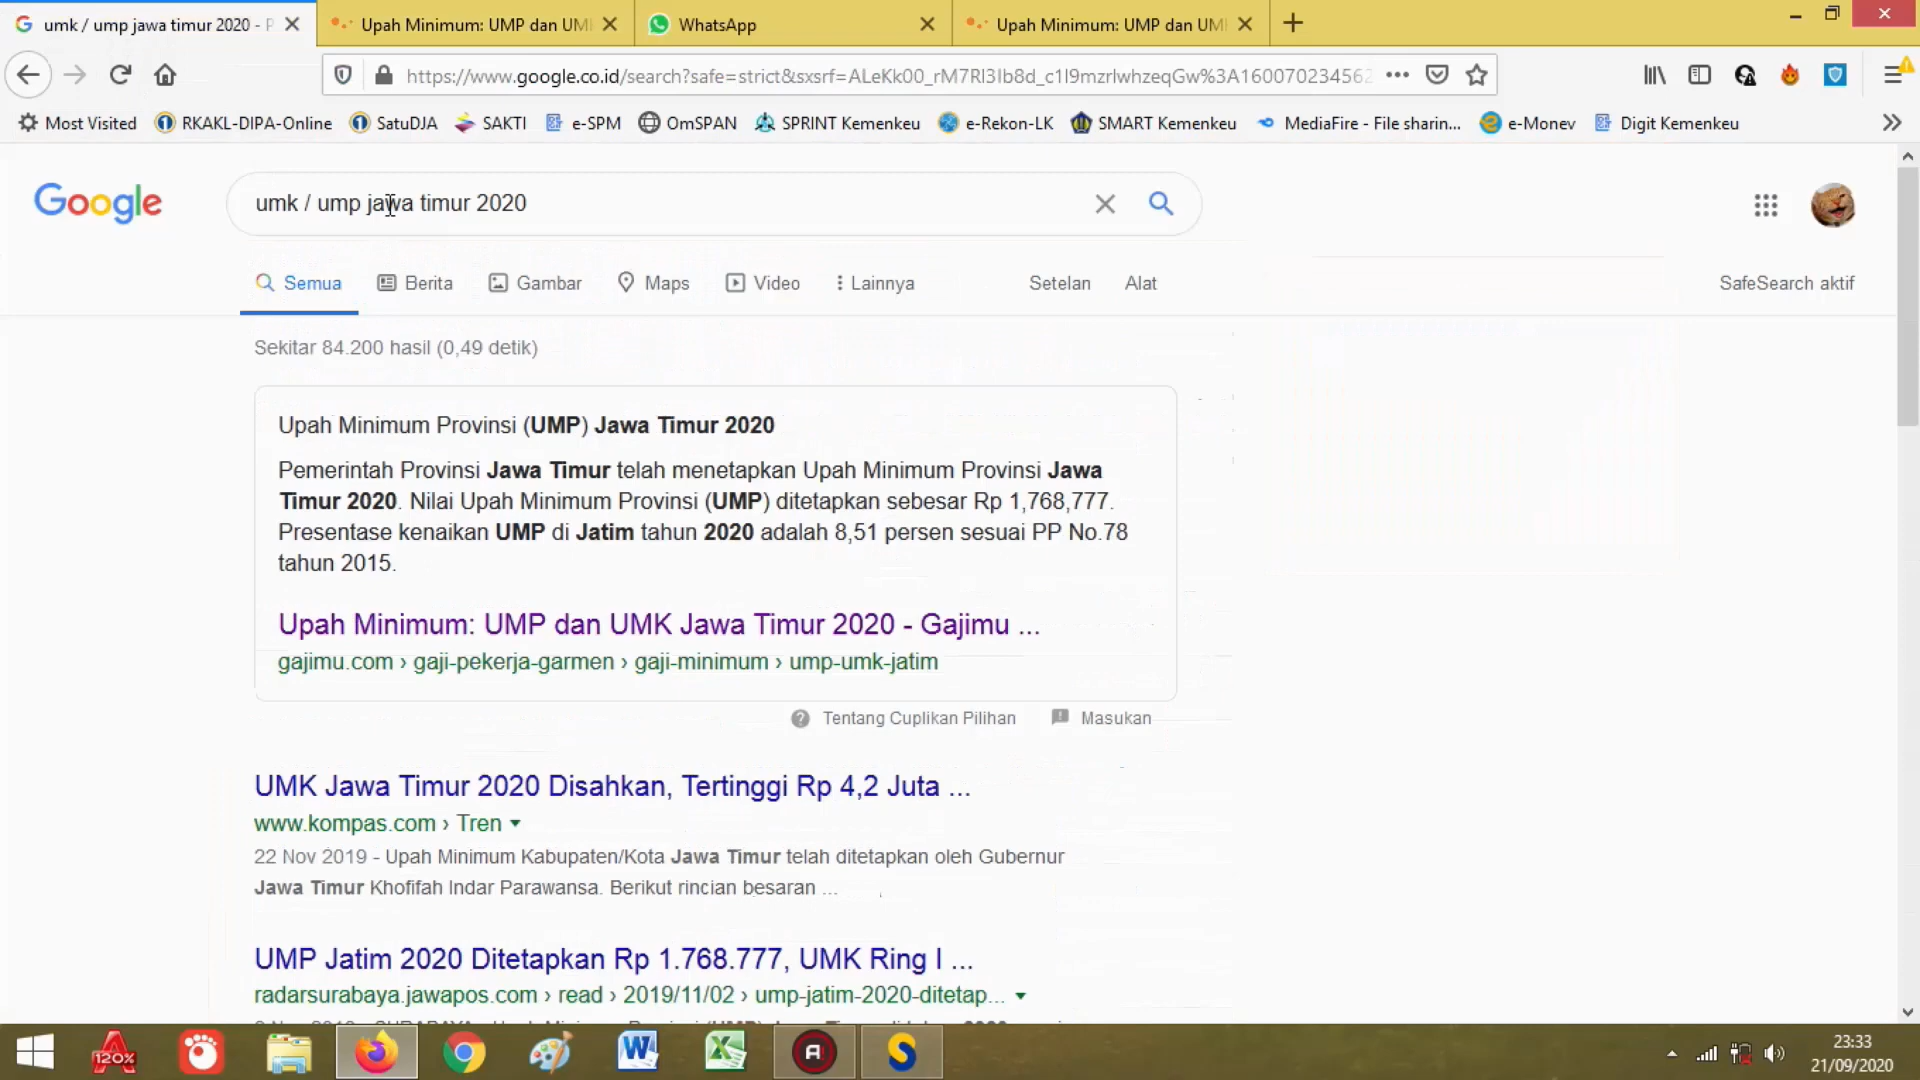 umk / ump jawa timur 2020 - P
Upah Minimum: UMP dan UMK
WhatsApp
Upah Minimum: UMP dan UM
https://www.google.co.id/search?safe=strict&sxsrf=ALeKk00_rM7Rl3Ib8d_c1l9mzrlwhzeqGw%3A1600702345562
Most Visited
RKAKL-DIPA-Online
SatuDJA
SAKTI
e-SPM
OmSPAN
SPRINT Kemenkeu
e-Rekon-LK
SMART Kemenkeu
MediaFire - File sharin...
e-Monev
Digit Kemenkeu
Google
umk / ump jawa timur 2020
Semua
Berita
Gambar
Maps
Video
Lainnya
Setelan
Alat
SafeSearch aktif
Sekitar 84.200 hasil (0,49 detik)
Upah Minimum Provinsi (UMP) Jawa Timur 2020
Pemerintah Provinsi Jawa Timur telah menetapkan Upah Minimum Provinsi Jawa
Timur 2020. Nilai Upah Minimum Provinsi (UMP) ditetapkan sebesar Rp 1,768,777.
Presentase kenaikan UMP di Jatim tahun 2020 adalah 8,51 persen sesuai PP No.78
tahun 2015.
Upah Minimum: UMP dan UMK Jawa Timur 2020 - Gajimu ...
gajimu.com › gaji-pekerja-garmen › gaji-minimum › ump-umk-jatim
Tentang Cuplikan Pilihan
Masukan
UMK Jawa Timur 2020 Disahkan, Tertinggi Rp 4,2 Juta ...
www.kompas.com › Tren
22 Nov 2019 - Upah Minimum Kabupaten/Kota Jawa Timur telah ditetapkan oleh Gubernur
Jawa Timur Khofifah Indar Parawansa. Berikut rincian besaran ...
UMP Jatim 2020 Ditetapkan Rp 1.768.777, UMK Ring I ...
radarsurabaya.jawapos.com › read › 2019/11/02 › ump-jatim-2020-ditetap...
120%
23:33
21/09/2020